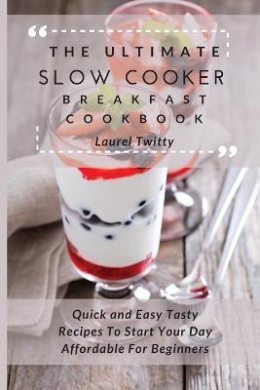 THE ULTIMATE
SLOW COOKER
BREAKFAST
COOKBOOK
Laurel Twitty
Quick and Easy Tasty
Recipes To Start Your Day
Affordable For Beginners